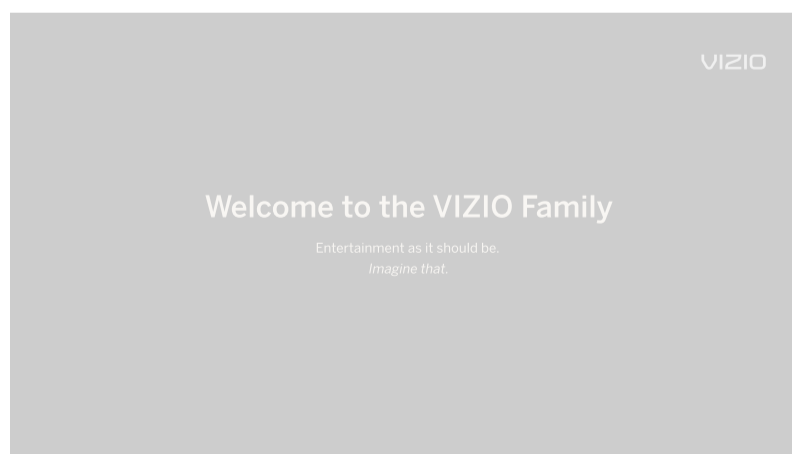 VIZIO
Welcome to the VIZIO Family
Entertainment as it should be.
Imagine that.